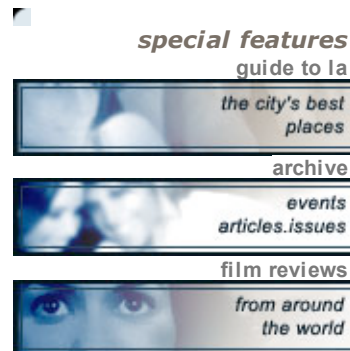 special features
guide to la
the city's best
places
archive
events
articles.issues
film reviews
from around
the world